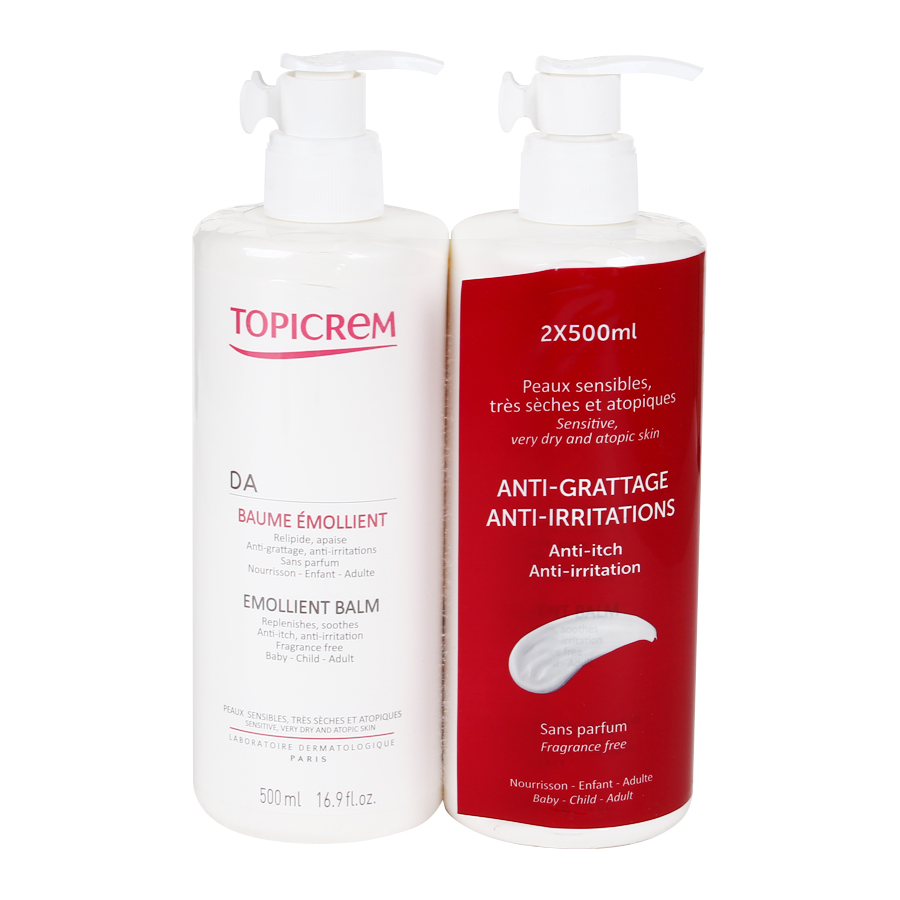 TOPICREM
DA
BAUME ÉMOLLIENT
Relipide, apaise
Anti-grattage, anti-irritations
Sans parfum
Nourrisson - Enfant - Adulte
EMOLLIENT BALM
Replenishes, soothes
Anti-itch, anti-irritation
Fragrance free
Baby - Child - Adult
PEAUX SENSIBLES, TRÈS SÈCHES ET ATOPIQUES
SENSITIVE, VERY DRY AND ATOPIC SKIN
LABORATOIRE DERMATOLOGIQUE
PARIS
500 ml 16.9 fl.oz.
2X500ml
Peaux sensibles,
très sèches et atopiques
Sensitive,
very dry and atopic skin
ANTI-GRATTAGE
ANTI-IRRITATIONS
Anti-itch
Anti-irritation
Sans parfum
Fragrance free
Nourrisson - Enfant - Adulte
Baby - Child - Adult